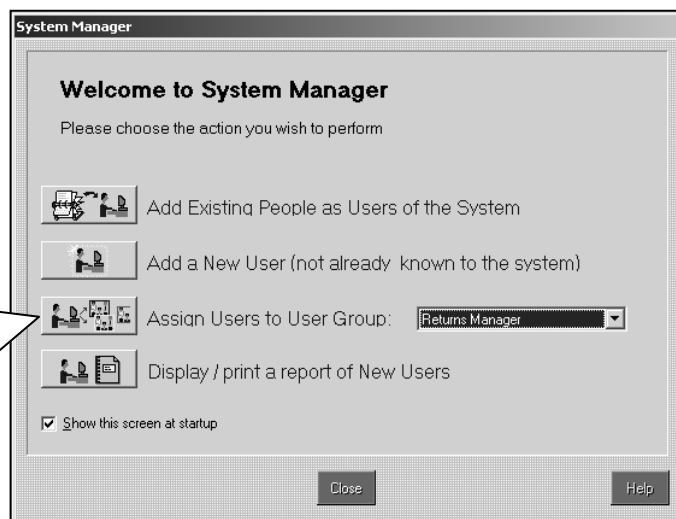 System Manager
Welcome to System Manager
Please choose the action you wish to perform
Add Existing People as Users of the System
Add a New User (not already known to the system)
Assign Users to User Group: Returns Manager
Display / print a report of New Users
Show this screen at startup
Close Help